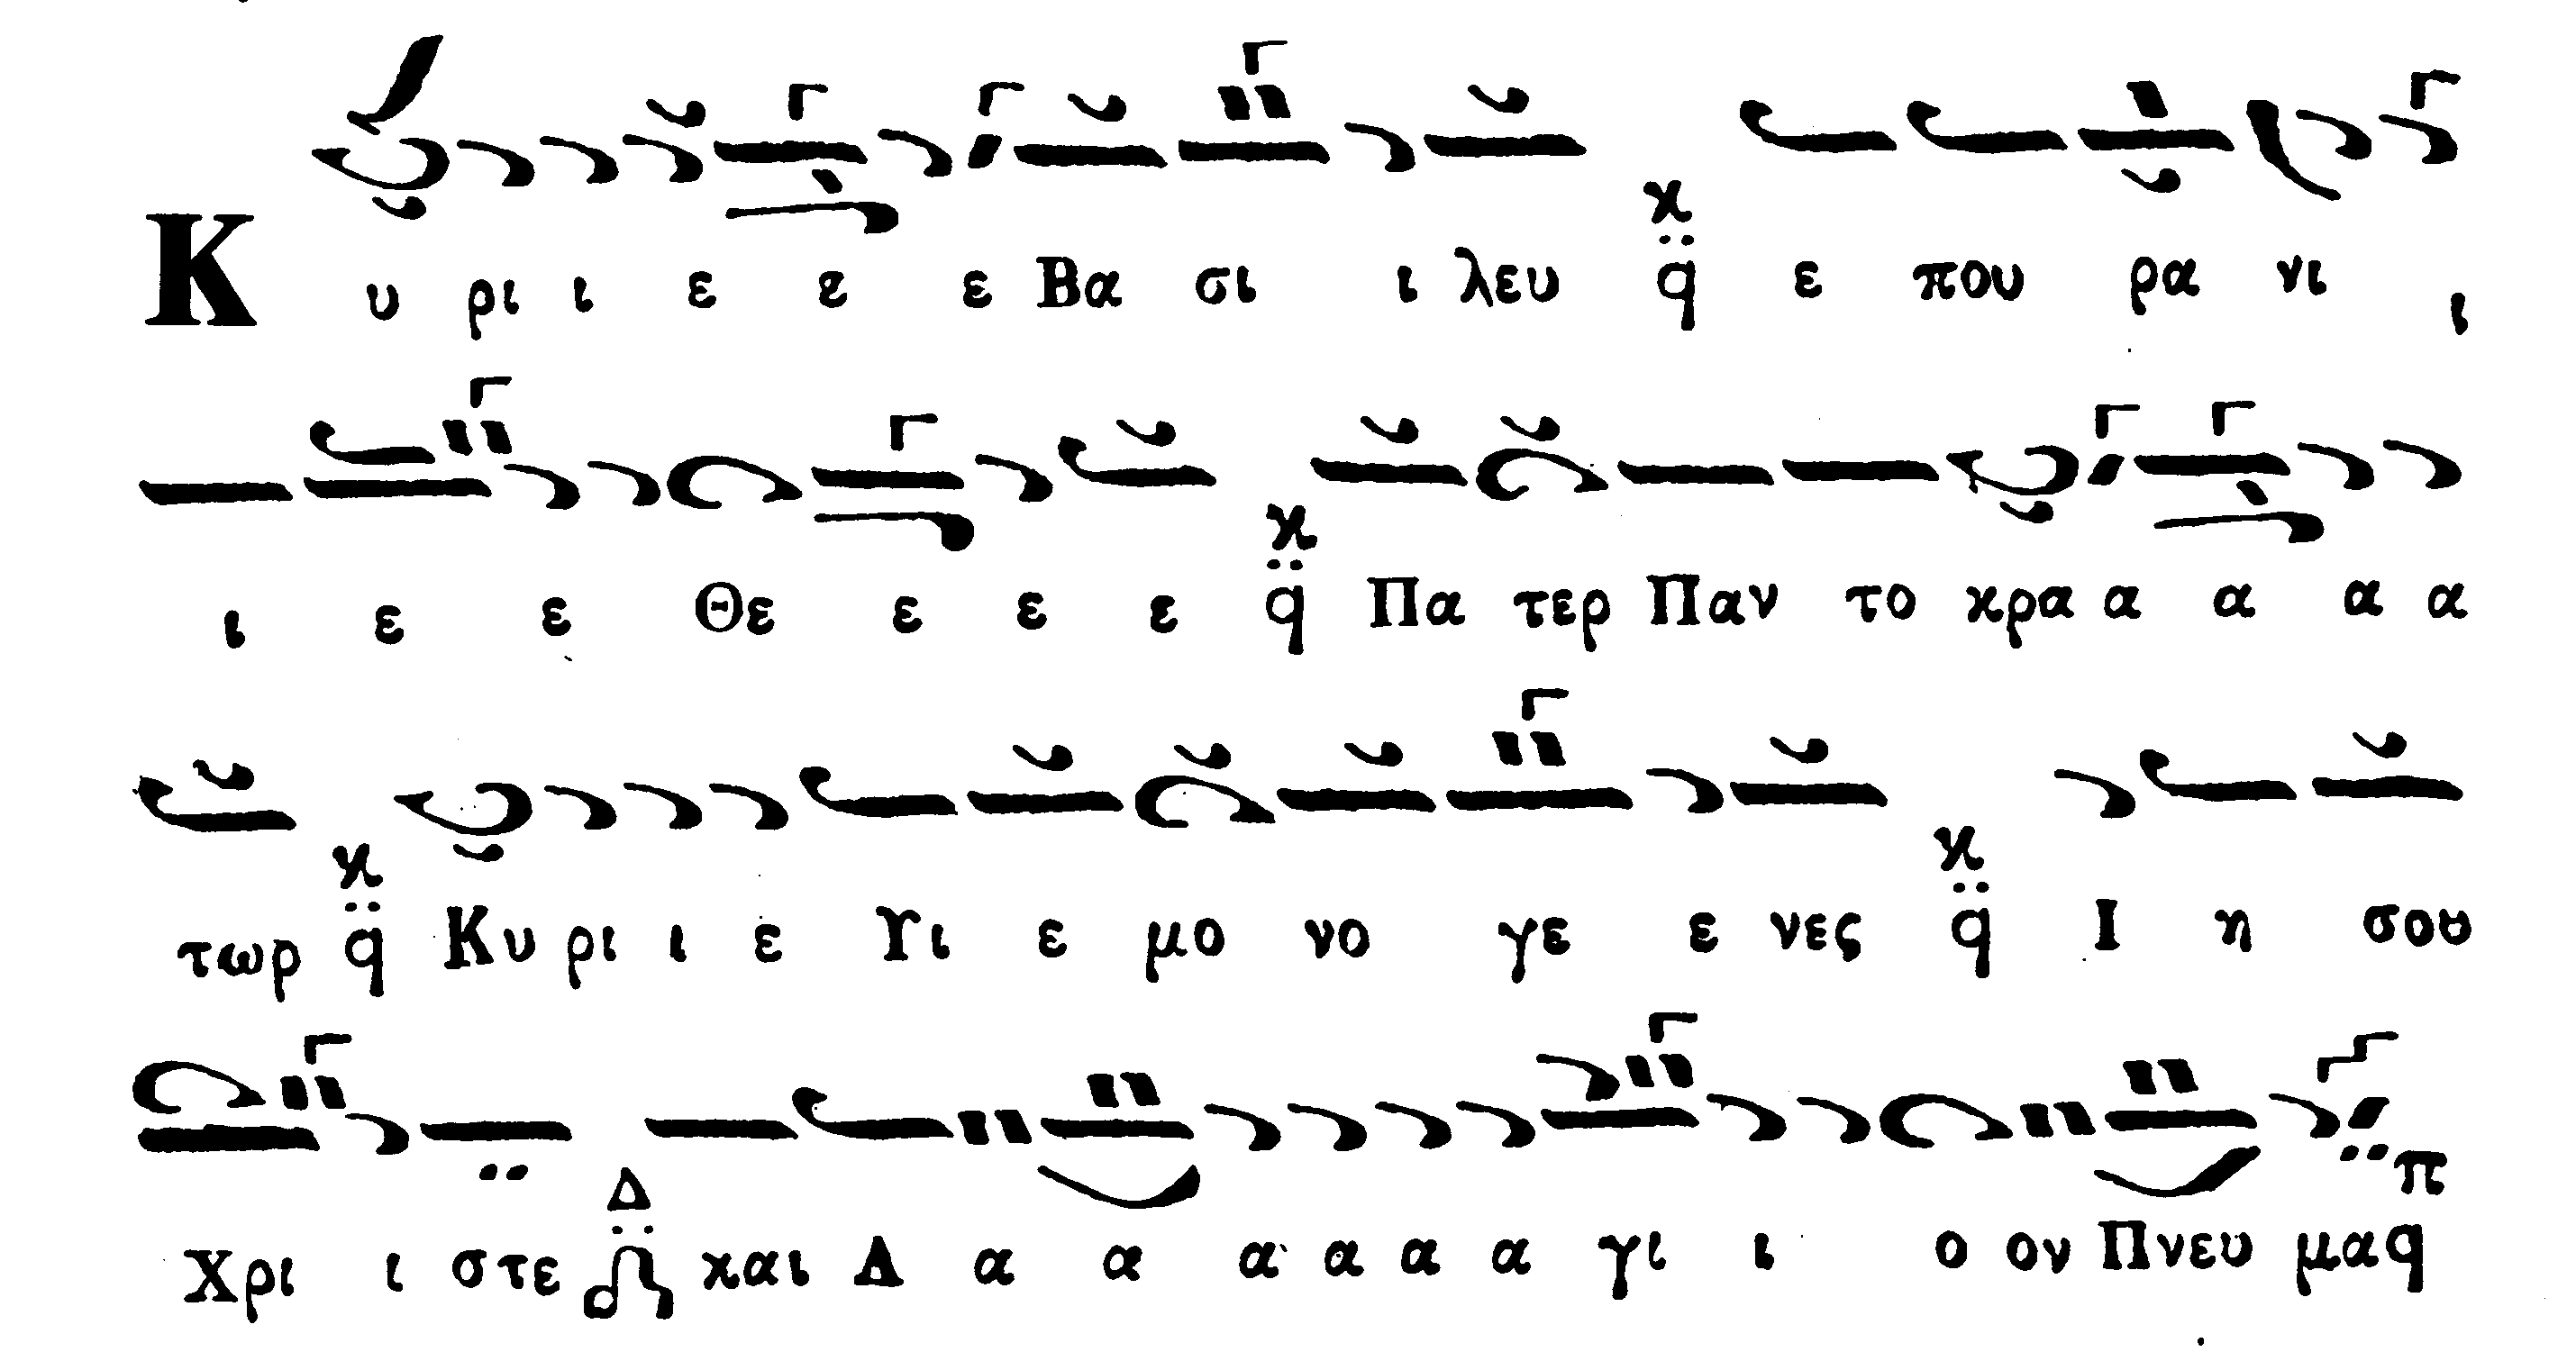 Κ υ ρι ι ε ε ε Βα σι ι λευ ϰ q ε που ρα νι ι
ι ε ε Θε ε ε ε ϰ q Πα τερ Παν το κρα α α α α
τωρ ϰ q Κυ ρι ι ε Υι ε μο νο γε ε νες ϰ q Ι η σου
Χρι ι στε Δ και Α α α α α α α γι ι ο ον Πνευ μα π q